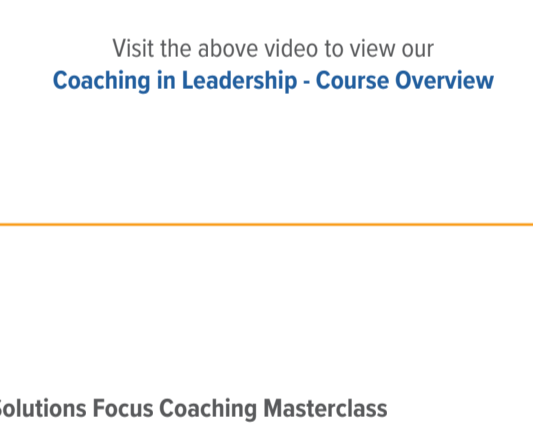 Visit the above video to view our
Coaching in Leadership - Course Overview
Solutions Focus Coaching Masterclass